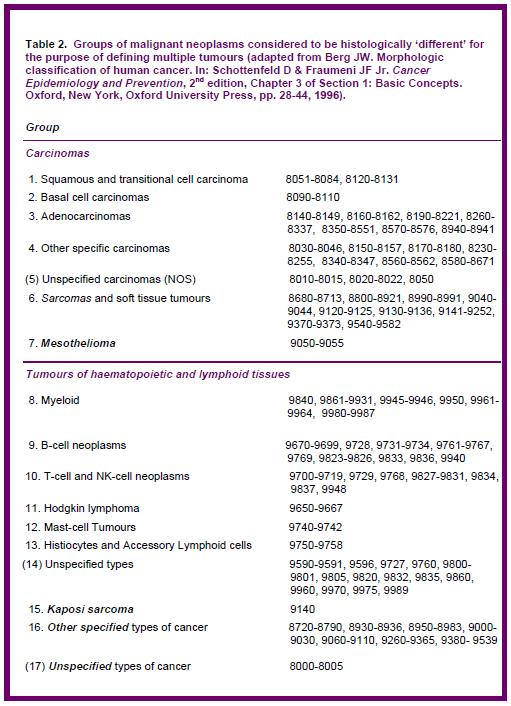 Table 2. Groups of malignant neoplasms considered to be histologically ‘different’ for
the purpose of defining multiple tumours (adapted from Berg JW. Morphologic
classification of human cancer. In: Schottenfeld D & Fraumeni JF Jr. Cancer
Epidemiology and Prevention, 2nd edition, Chapter 3 of Section 1: Basic Concepts.
Oxford, New York, Oxford University Press, pp. 28-44, 1996).
Group
Carcinomas
1. Squamous and transitional cell carcinoma 8051-8084, 8120-8131
2. Basal cell carcinomas 8090-8110
3. Adenocarcinomas 8140-8149, 8160-8162, 8190-8221, 8260-
8337, 8350-8551, 8570-8576, 8940-8941
4. Other specific carcinomas 8030-8046, 8150-8157, 8170-8180, 8230-
8255, 8340-8347, 8560-8562, 8580-8671
(5) Unspecified carcinomas (NOS) 8010-8015, 8020-8022, 8050
6. Sarcomas and soft tissue tumours 8680-8713, 8800-8921, 8990-8991, 9040-
9044, 9120-9125, 9130-9136, 9141-9252,
9370-9373, 9540-9582
7. Mesothelioma 9050-9055
Tumours of haematopoietic and lymphoid tissues
8. Myeloid 9840, 9861-9931, 9945-9946, 9950, 9961-
9964, 9980-9987
9. B-cell neoplasms 9670-9699, 9728, 9731-9734, 9761-9767,
9769, 9823-9826, 9833, 9836, 9940
10. T-cell and NK-cell neoplasms 9700-9719, 9729, 9768, 9827-9831, 9834,
9837, 9948
11. Hodgkin lymphoma 9650-9667
12. Mast-cell Tumours 9740-9742
13. Histiocytes and Accessory Lymphoid cells 9750-9758
(14) Unspecified types 9590-9591, 9596, 9727, 9760, 9800-
9801, 9805, 9820, 9832, 9835, 9860,
9960, 9970, 9975, 9989
15. Kaposi sarcoma 9140
16. Other specified types of cancer 8720-8790, 8930-8936, 8950-8983, 9000-
9030, 9060-9110, 9260-9365, 9380- 9539
(17) Unspecified types of cancer 8000-8005